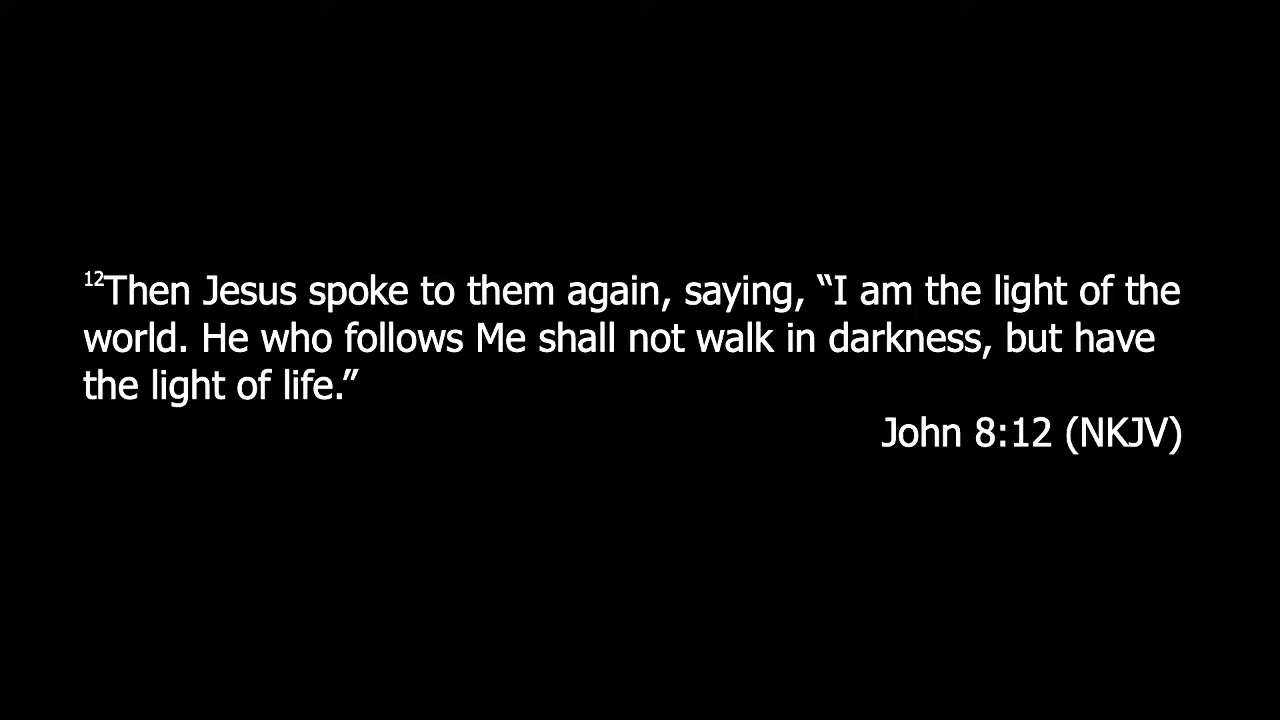 ¹²Then Jesus spoke to them again, saying, “I am the light of the
world. He who follows Me shall not walk in darkness, but have
the light of life.”
John 8:12 (NKJV)